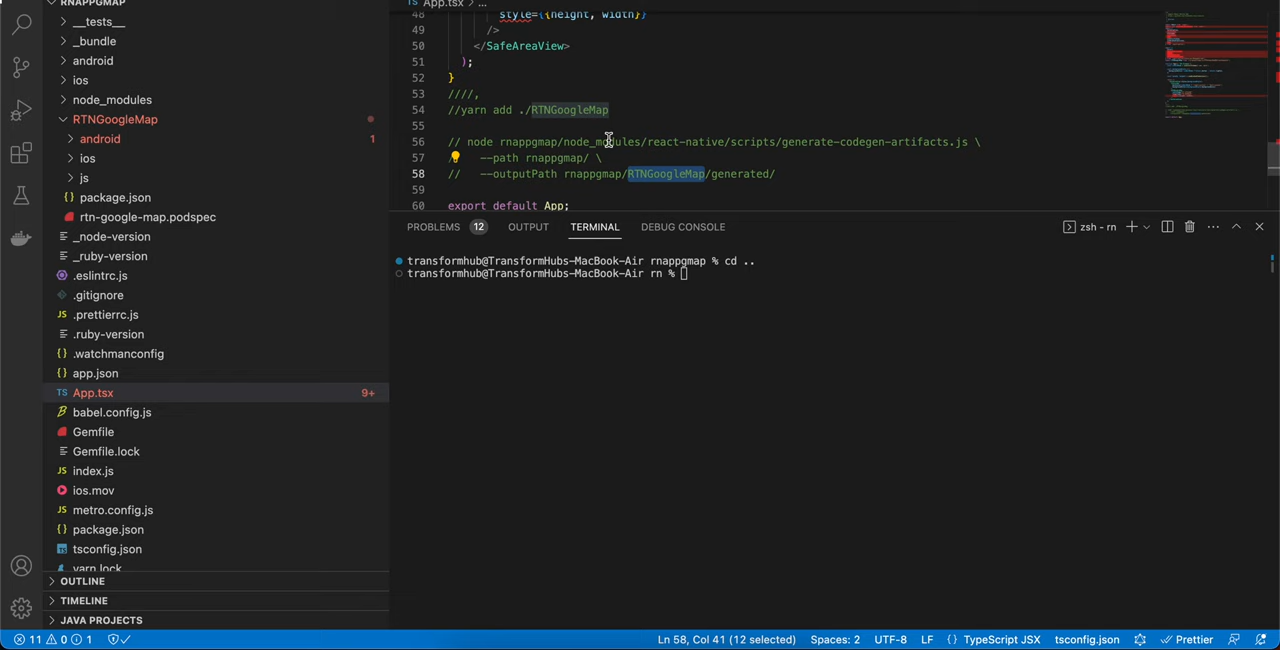 RNAPPGMAP
__tests__
_bundle
android
ios
node_modules
RTNGoogleMap
android 1
ios
js
{} package.json
rtn-google-map.podspec
_node-version
_ruby-version
.eslintrc.js
.gitignore
{} .prettierrc.js
JS .ruby-version
.watchmanconfig
{} app.json
TS App.tsx 9+
babel.config.js
Gemfile
Gemfile.lock
JS index.js
ios.mov
JS metro.config.js
{} package.json
tsconfig.json
yarn.lock
OUTLINE
TIMELINE
JAVA PROJECTS
TS App.tsx > ...
48 style={{height, width}}
49 />
50 </SafeAreaView>
51 );
52 }
53 ////,
54 //yarn add ./RTNGoogleMap
55
56 // node rnappgmap/node_modules/react-native/scripts/generate-codegen-artifacts.js \
57 // --path rnappgmap/ \
58 // --outputPath rnappgmap/RTNGoogleMap/generated/
59
60 export default App;
PROBLEMS 12 OUTPUT TERMINAL DEBUG CONSOLE zsh - rn
transformhub@TransformHubs-MacBook-Air rnappgmap % cd ..
transformhub@TransformHubs-MacBook-Air rn %
11 0 1 Ln 58, Col 41 (12 selected) Spaces: 2 UTF-8 LF {} TypeScript JSX tsconfig.json Prettier